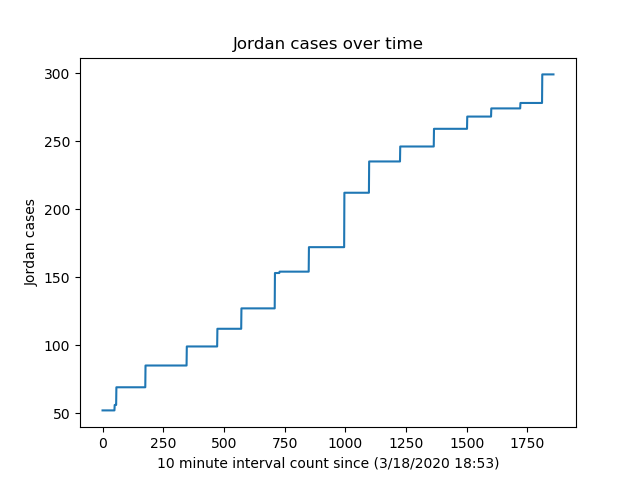 Jordan cases over time
300
250
200
150
100
50
Jordan cases
0 250 500 750 1000 1250 1500 1750
10 minute interval count since (3/18/2020 18:53)